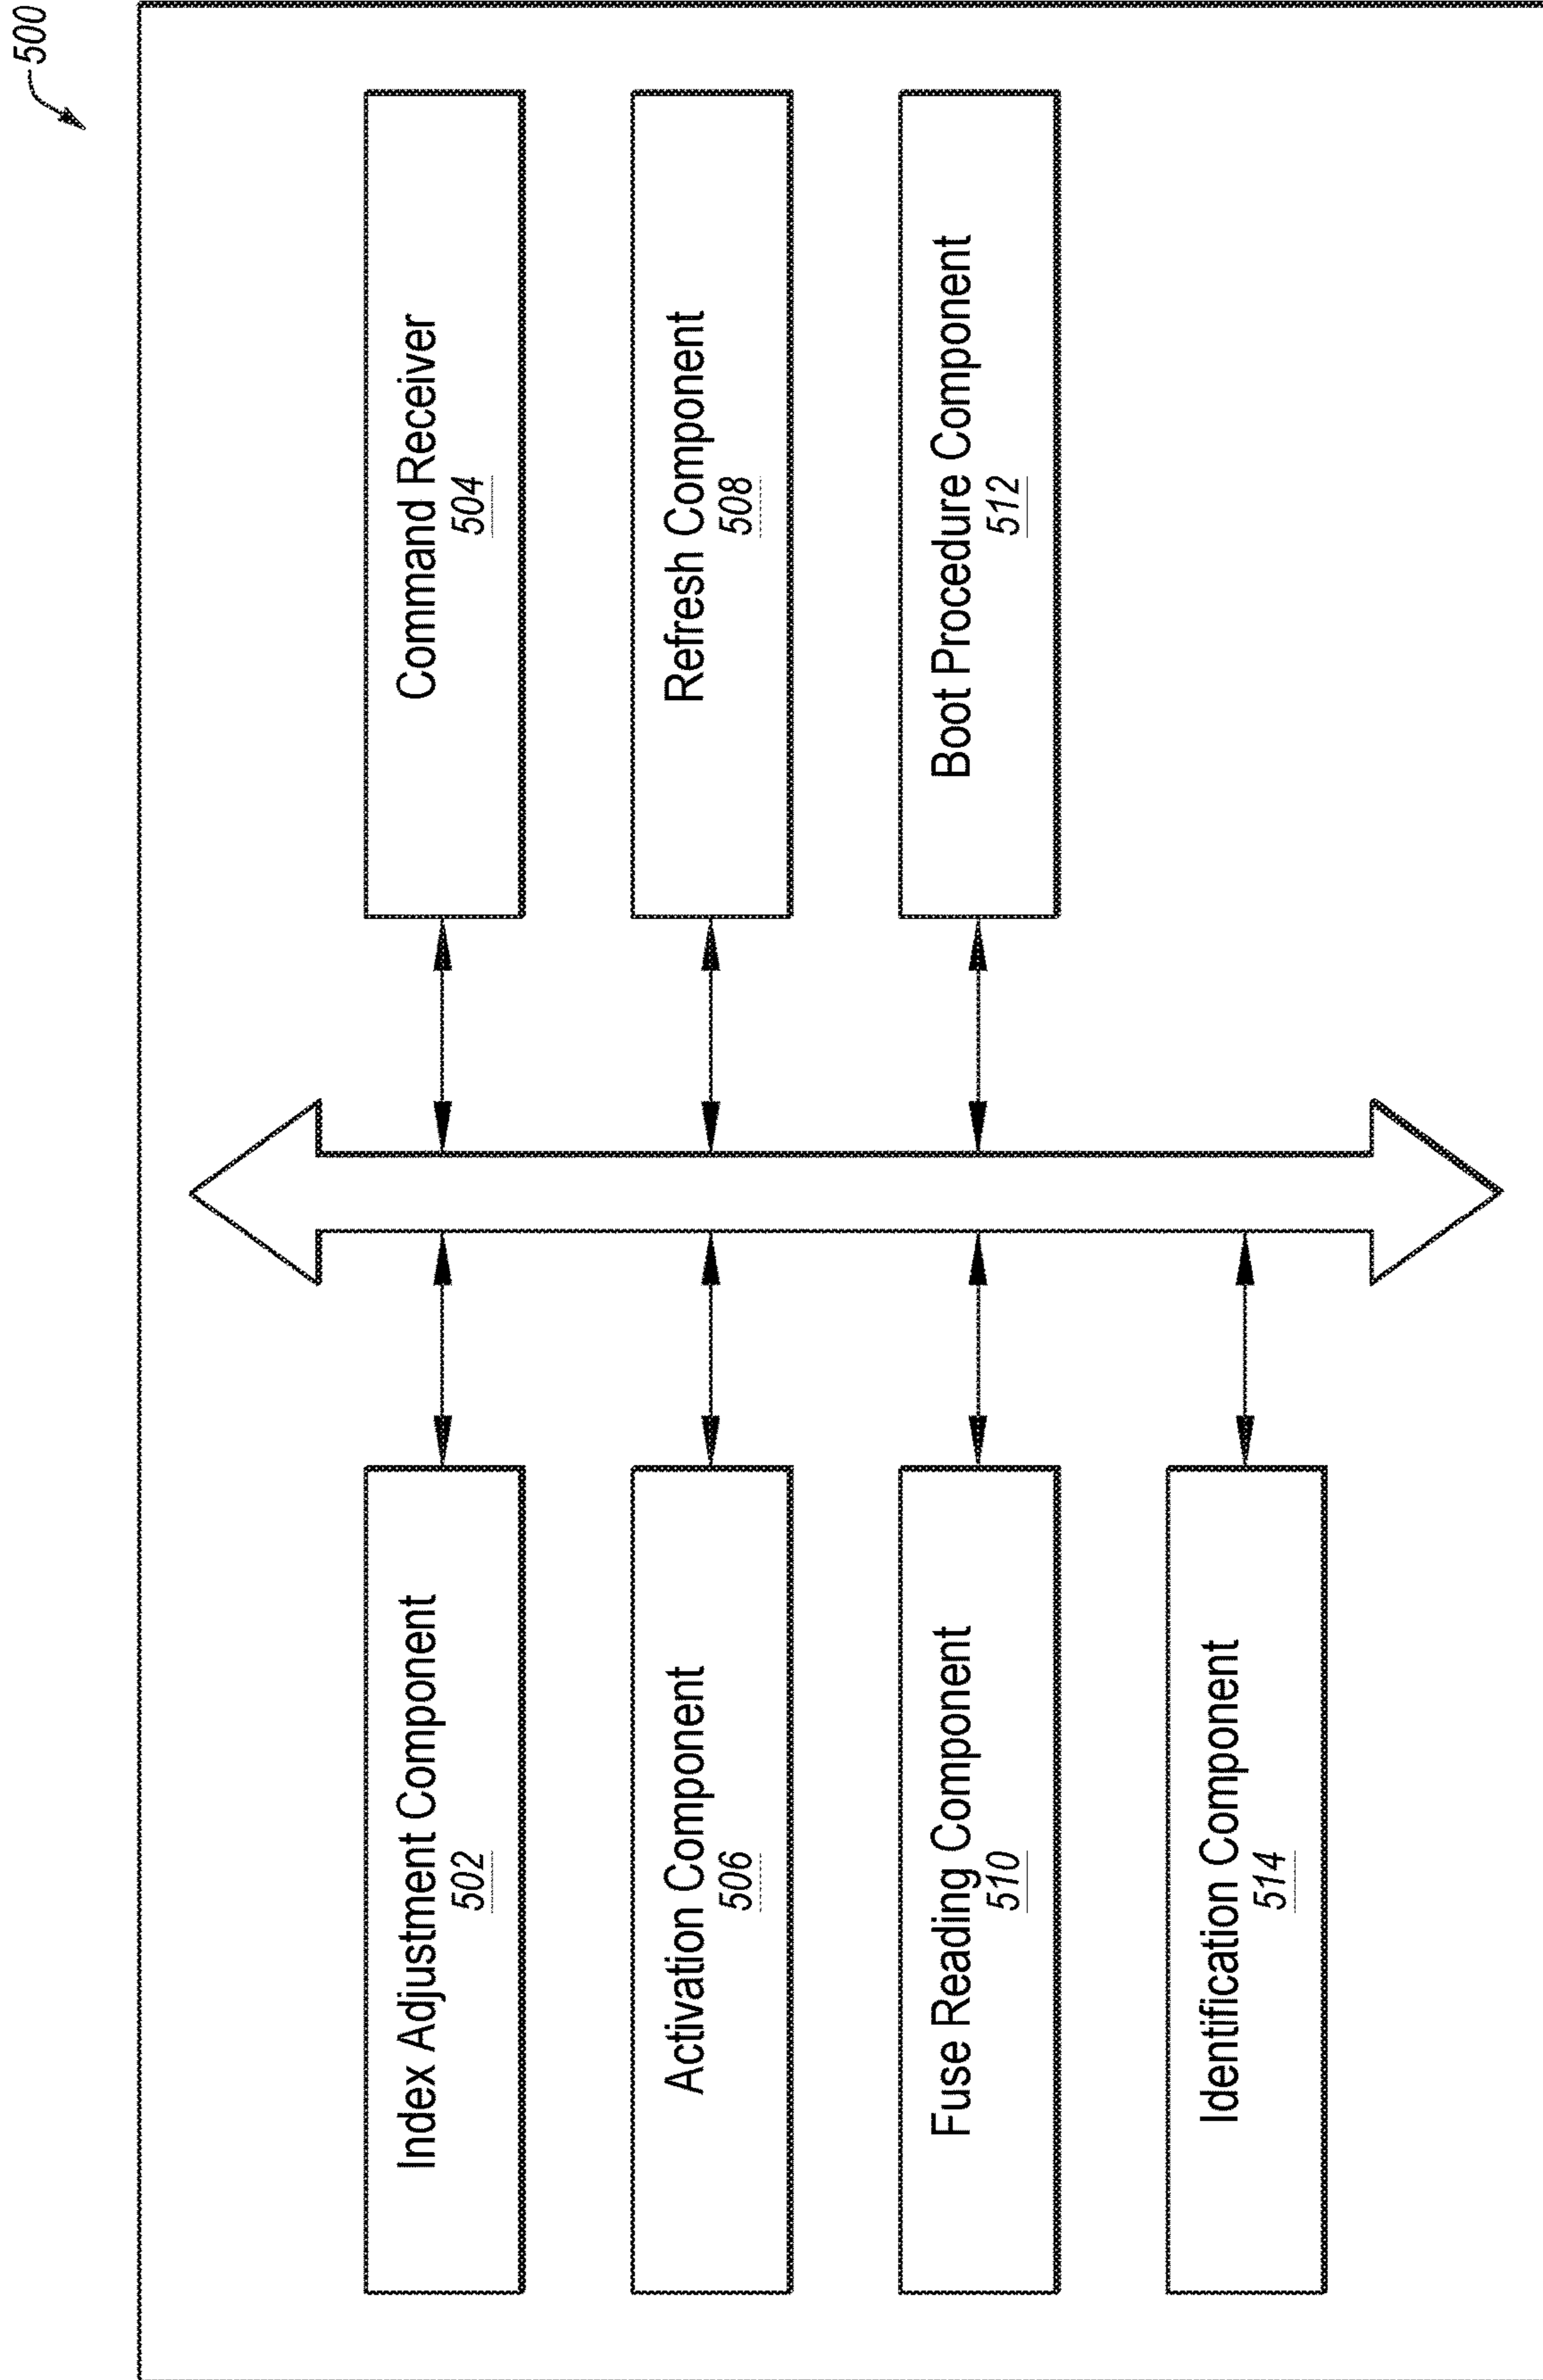 500
Index Adjustment Component
502
Command Receiver
504
Activation Component
506
Refresh Component
508
Fuse Reading Component
510
Boot Procedure Component
512
Identification Component
514